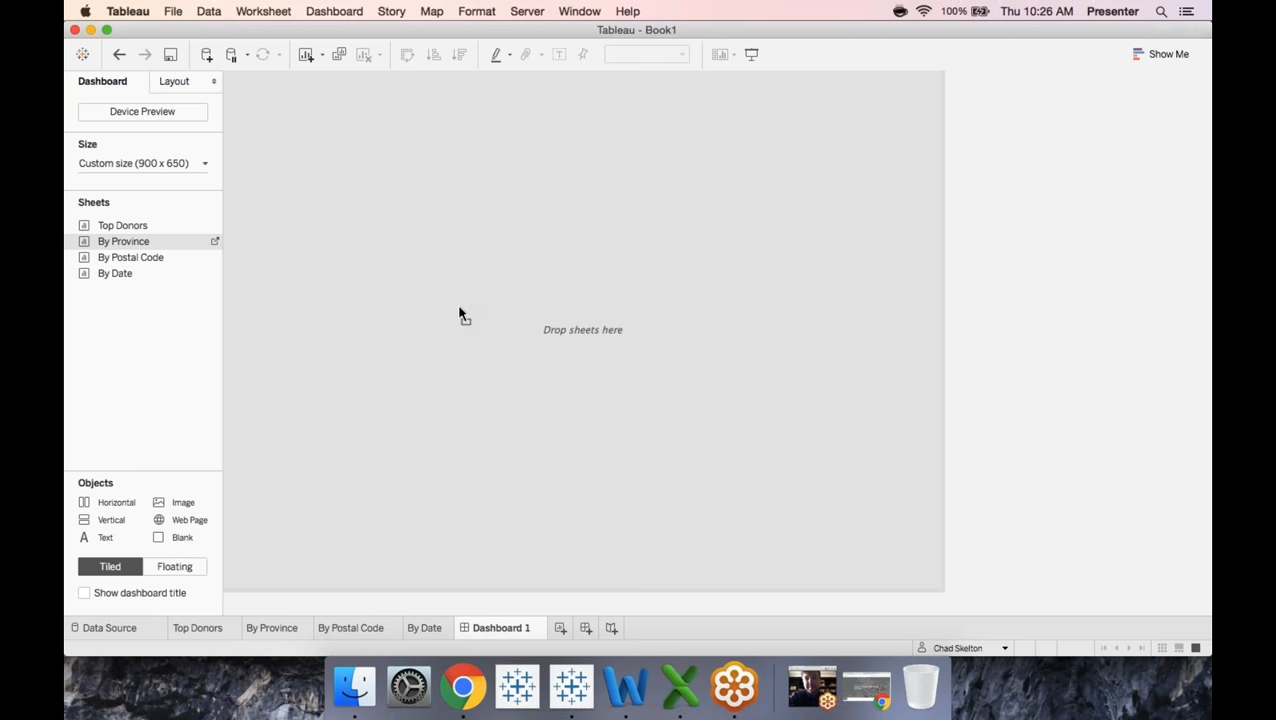 Tableau File Data Worksheet Dashboard Story Map Format Server Window Help 100% Thu 10:26 AM Presenter
Tableau - Book1
Show Me
Dashboard Layout
Device Preview
Size
Custom size (900 x 650)
Sheets
Top Donors
By Province
By Postal Code
By Date
Drop sheets here
Objects
Horizontal Image
Vertical Web Page
A Text Blank
Tiled Floating
Show dashboard title
Data Source Top Donors By Province By Postal Code By Date Dashboard 1
Chad Skelton